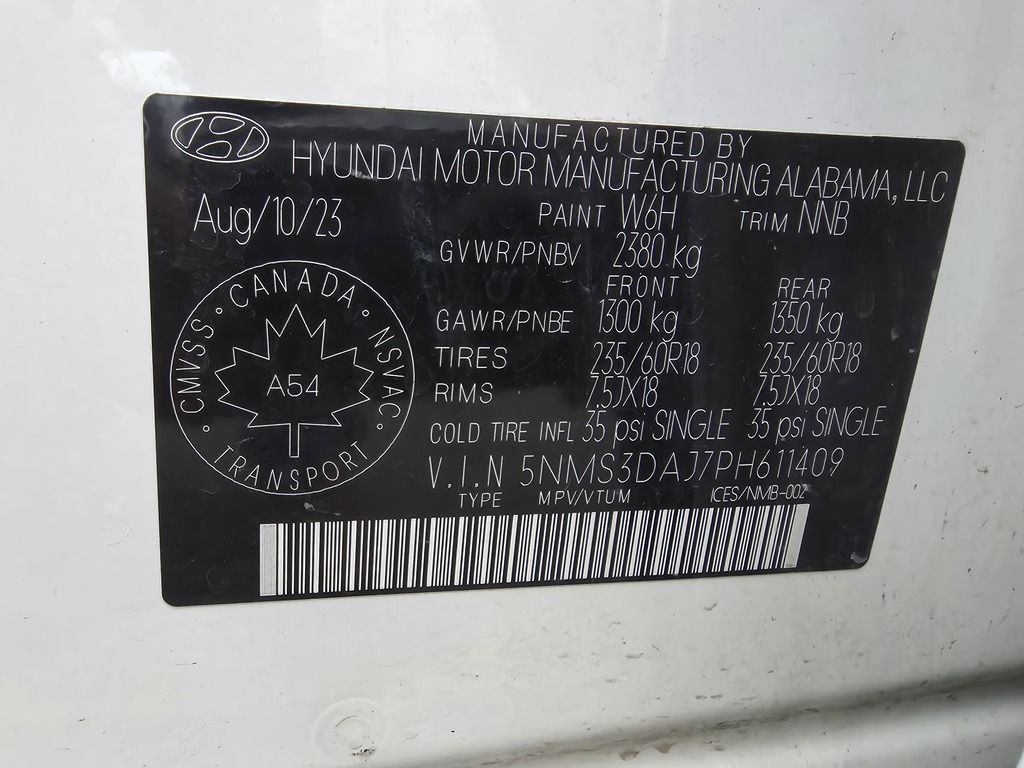 MANUFACTURED BY
HYUNDAI MOTOR MANUFACTURING ALABAMA, LLC
Aug/10/23
PAINT W6H TRIM NNB
GVWR/PNBV 2380 kg
FRONT REAR
GAWR/PNBE 1300 kg 1350 kg
TIRES 235/60R18 235/60R18
RIMS 7.5JX18 7.5JX18
COLD TIRE INFL 35 psi SINGLE 35 psi SINGLE
V.I.N 5NMS3DAJ7PH611409
TYPE MPV/VTUM ICES/NMB-002
CMVSS · CANADA · NSVAC
A54
· TRANSPORT ·